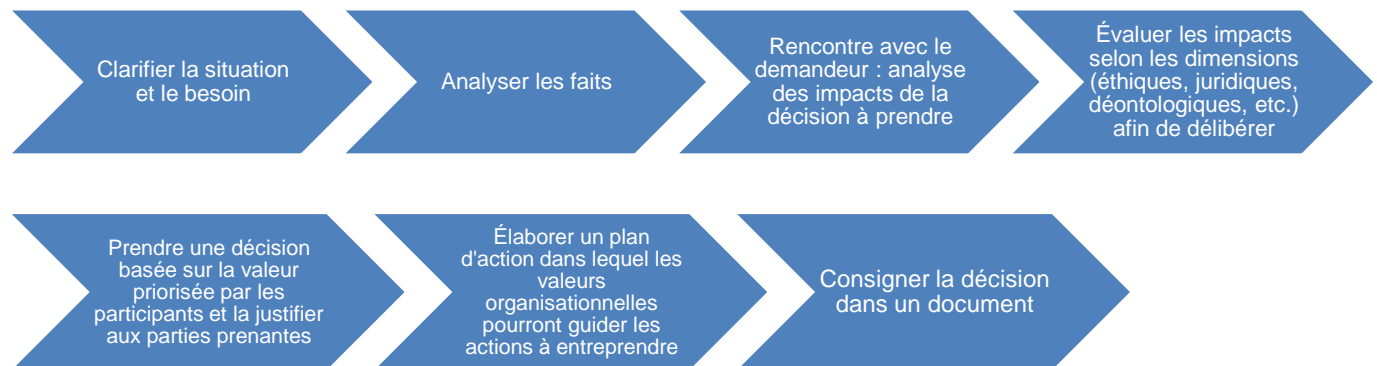 Clarifier la situation
et le besoin
Analyser les faits
Rencontre avec le
demandeur : analyse
des impacts de la
décision à prendre
Évaluer les impacts
selon les dimensions
(éthiques, juridiques,
déontologiques, etc.)
afin de délibérer
Prendre une décision
basée sur la valeur
priorisée par les
participants et la justifier
aux parties prenantes
Élaborer un plan
d'action dans lequel les
valeurs
organisationnelles
pourront guider les
actions à entreprendre
Consigner la décision
dans un document